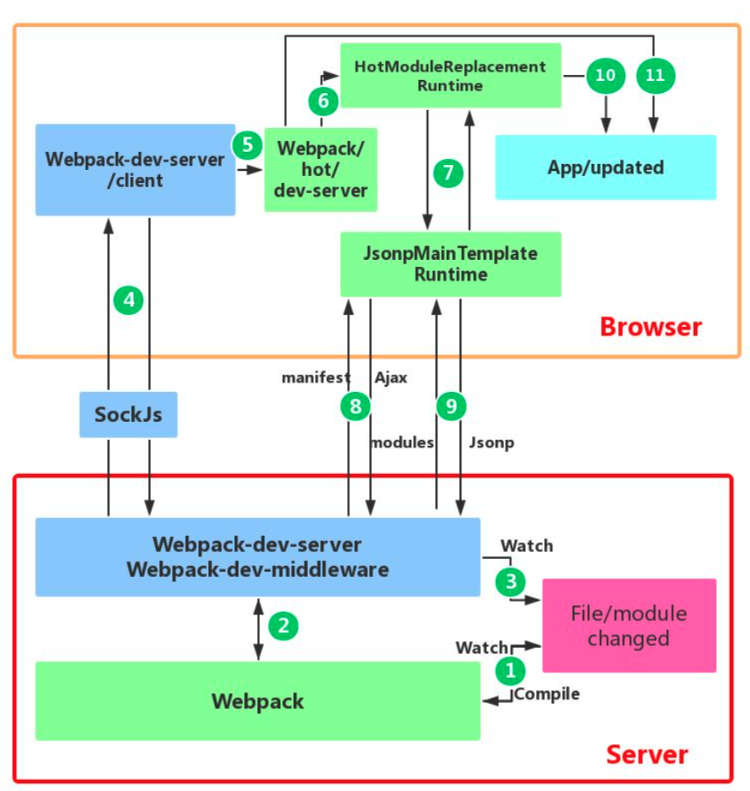 HotModuleReplacement
Runtime
10
11
6
5
Webpack-dev-server
/client
Webpack/
hot/
dev-server
App/updated
7
JsonpMainTemplate
Runtime
4
Browser
manifest
Ajax
8
9
SockJs
modules
Jsonp
Webpack-dev-server
Webpack-dev-middleware
Watch
3
File/module
changed
2
Watch
1
Compile
Webpack
Server